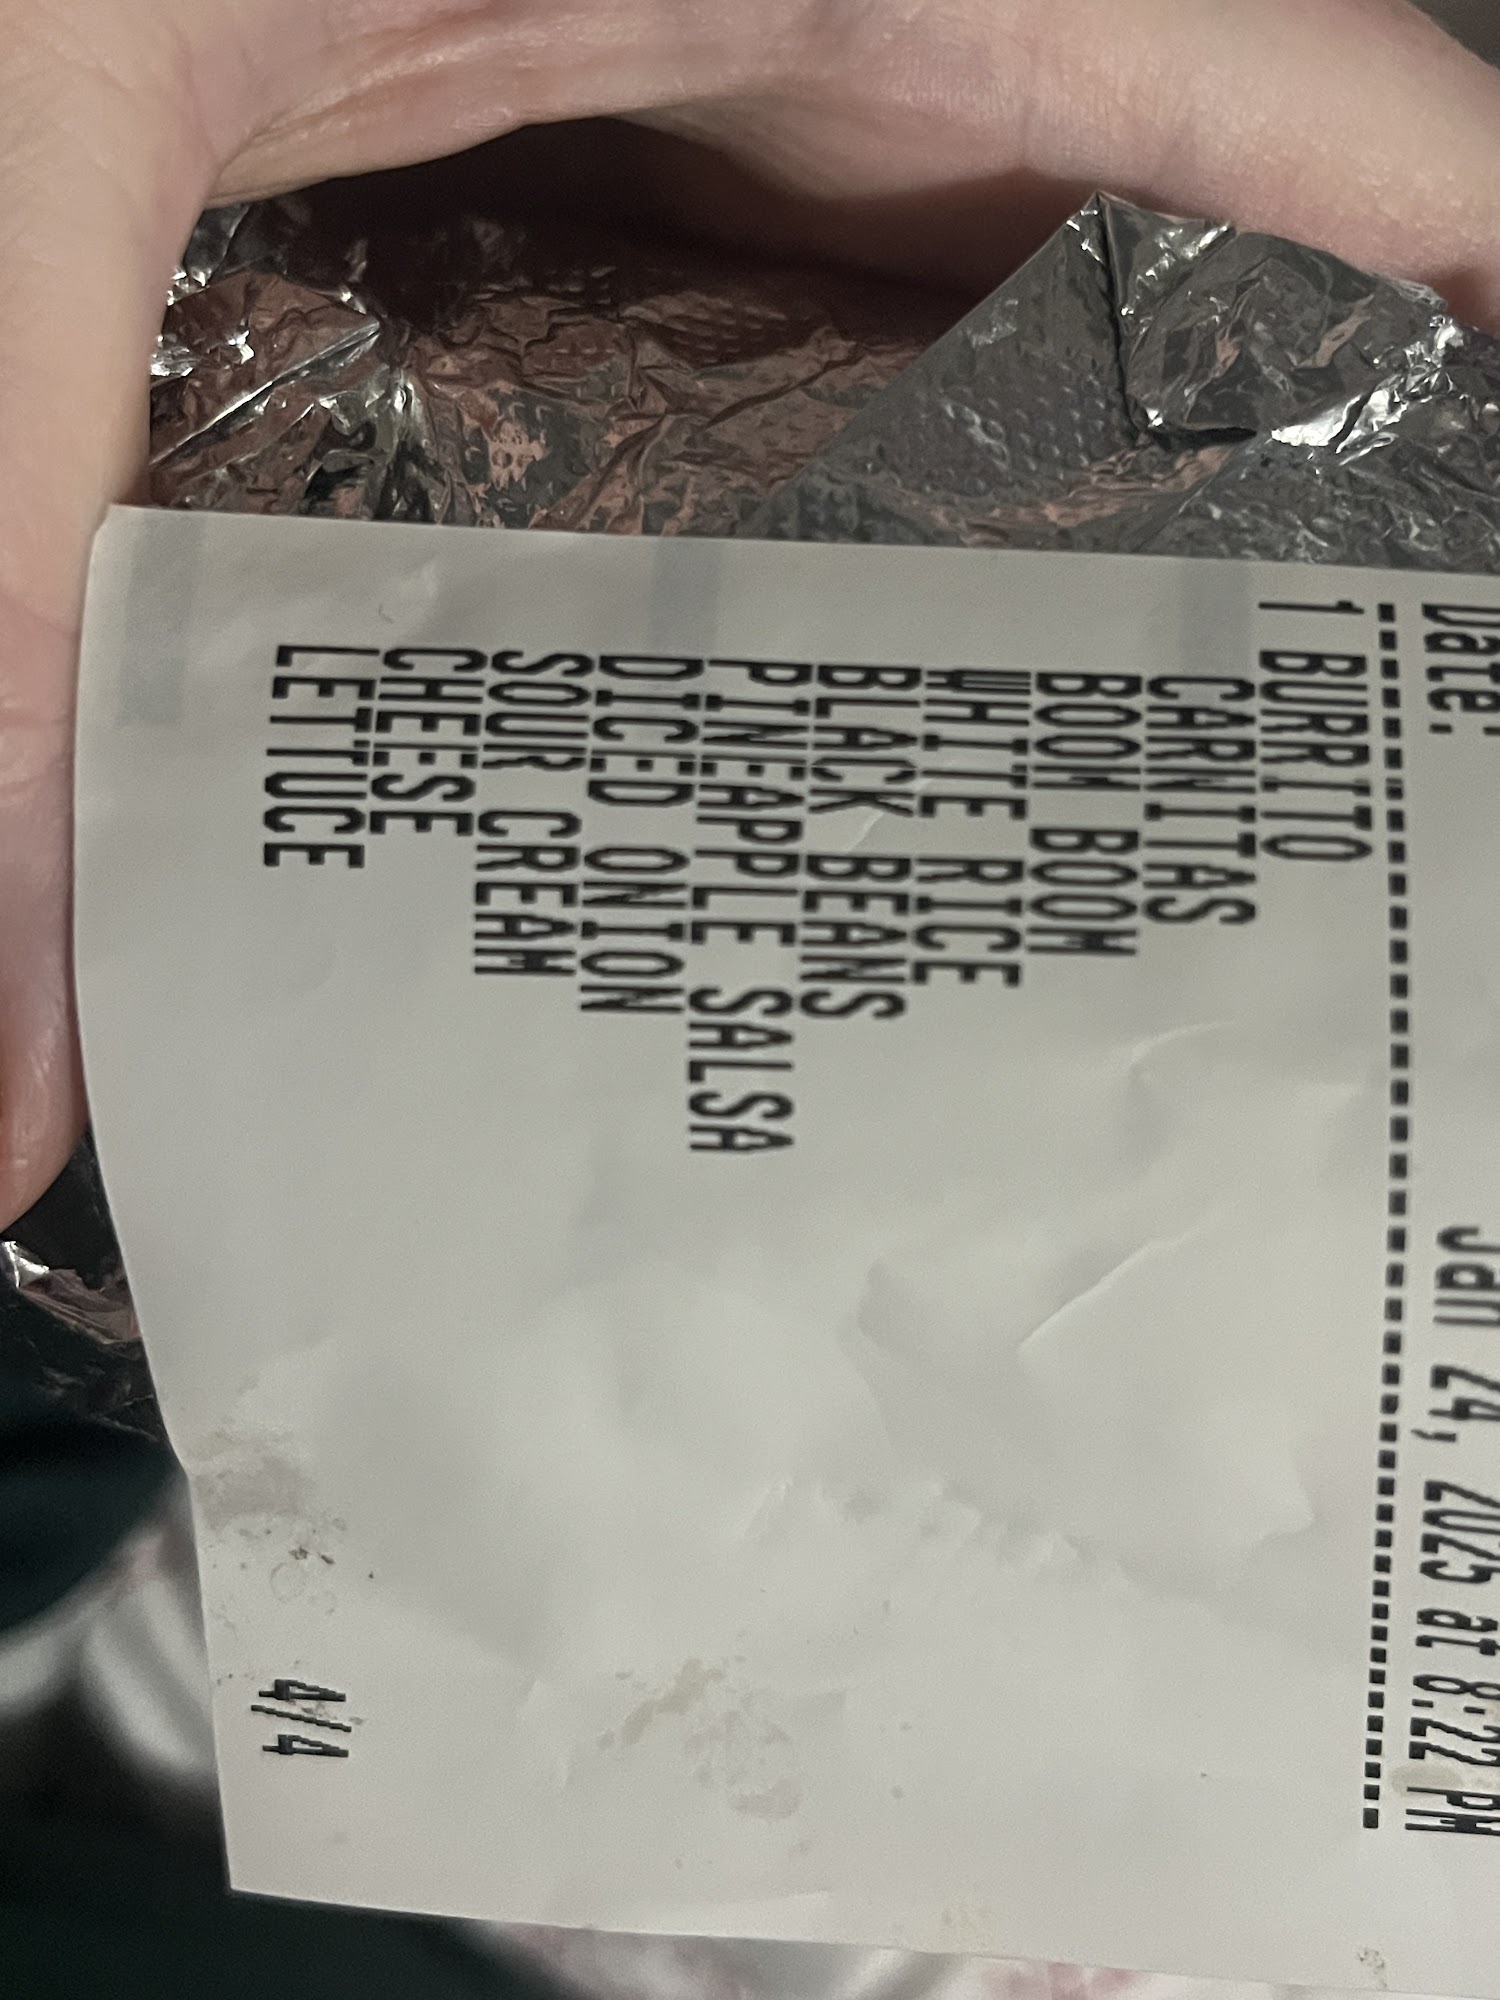 Date: Jan 24, 2025 at 8:22 PM
--------------------------------
1 BURRITO
CARNITAS
BOOM BOOM
WHITE RICE
BLACK BEANS
PINEAPPLE SALSA
DICED ONION
SOUR CREAM
CHEESE
LETTUCE
4/4